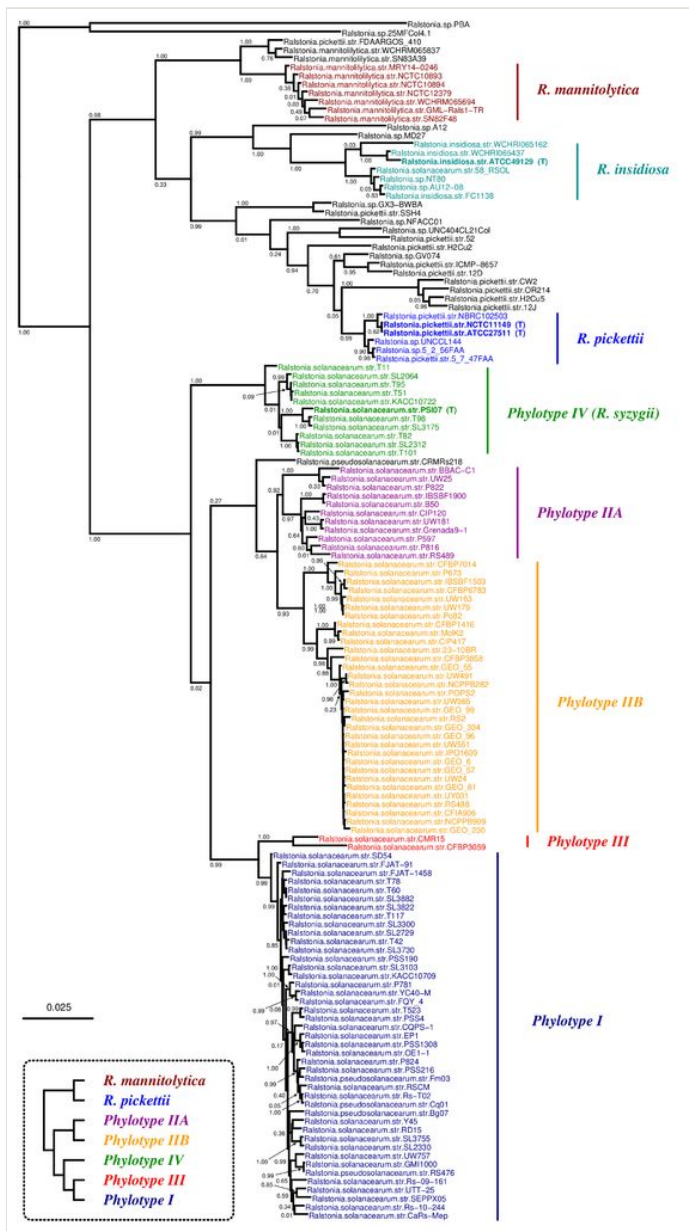 Ralstonia.sp.PBA
Ralstonia.sp.25MFCol4.1
Ralstonia.pickettii.str.FDAARGOS_410
Ralstonia.mannitolilytica.str.WCHRM065837
Ralstonia.mannitolilytica.str.SN83A39
Ralstonia.mannitolilytica.str.MRY14-0246
Ralstonia.mannitolilytica.str.NCTC10893
Ralstonia.mannitolilytica.str.NCTC10894
Ralstonia.mannitolilytica.str.NCTC12379
Ralstonia.mannitolilytica.str.WCHRM065694
Ralstonia.mannitolilytica.str.GML-Ralst1-TR
Ralstonia.mannitolilytica.str.SN82F48
R. mannitolytica
Ralstonia.sp.A12
Ralstonia.sp.MD27
Ralstonia.insidiosa.str.WCHRM065162
Ralstonia.insidiosa.str.WCHRM065437
Ralstonia.insidiosa.str.ATCC49129 (T)
Ralstonia.solanacearum.str.58_RSOL
Ralstonia.sp.NT80
Ralstonia.sp.AU12-08
Ralstonia.insidiosa.str.FC1138
R. insidiosa
Ralstonia.sp.GX3-BWBA
Ralstonia.pickettii.str.SSH4
Ralstonia.sp.NFACC01
Ralstonia.sp.UNC404CL21Col
Ralstonia.pickettii.str.52
Ralstonia.pickettii.str.H2Cu2
Ralstonia.sp.GV074
Ralstonia.pickettii.str.ICMP-8657
Ralstonia.pickettii.str.12D
Ralstonia.pickettii.str.CW2
Ralstonia.pickettii.str.OR214
Ralstonia.pickettii.str.H2Cu5
Ralstonia.pickettii.str.12J
Ralstonia.pickettii.str.NBRC102503
Ralstonia.pickettii.str.NCTC11149 (T)
Ralstonia.pickettii.str.ATCC27511 (T)
Ralstonia.sp.UNCCL144
Ralstonia.sp.5_2_56FAA
Ralstonia.pickettii.str.5_7_47FAA
R. pickettii
Ralstonia.solanacearum.str.T11
Ralstonia.solanacearum.str.SL2064
Ralstonia.solanacearum.str.T95
Ralstonia.solanacearum.str.T51
Ralstonia.solanacearum.str.KACC10722
Ralstonia.solanacearum.str.PSI07 (T)
Ralstonia.solanacearum.str.T98
Ralstonia.solanacearum.str.SL3175
Ralstonia.solanacearum.str.T82
Ralstonia.solanacearum.str.SL2312
Ralstonia.solanacearum.str.T101
Phylotype IV (R. syzygii)
Ralstonia.pseudosolanacearum.str.CRMRs218
Ralstonia.solanacearum.str.BBAC-C1
Ralstonia.solanacearum.str.UW25
Ralstonia.solanacearum.str.P822
Ralstonia.solanacearum.str.IBSBF1900
Ralstonia.solanacearum.str.B50
Ralstonia.solanacearum.str.CIP120
Ralstonia.solanacearum.str.UW181
Ralstonia.solanacearum.str.Grenada9-1
Ralstonia.solanacearum.str.P597
Ralstonia.solanacearum.str.P816
Ralstonia.solanacearum.str.RS489
Phylotype IIA
Ralstonia.solanacearum.str.CFBP7014
Ralstonia.solanacearum.str.P673
Ralstonia.solanacearum.str.IBSBF1503
Ralstonia.solanacearum.str.CFBP6783
Ralstonia.solanacearum.str.UW163
Ralstonia.solanacearum.str.UW179
Ralstonia.solanacearum.str.Po82
Ralstonia.solanacearum.str.CFBP1416
Ralstonia.solanacearum.str.MolK2
Ralstonia.solanacearum.str.CIP417
Ralstonia.solanacearum.str.23-10BR
Ralstonia.solanacearum.str.CFBP3858
Ralstonia.solanacearum.str.GEO_55
Ralstonia.solanacearum.str.UW491
Ralstonia.solanacearum.str.NCPPB282
Ralstonia.solanacearum.str.POPS2
Ralstonia.solanacearum.str.UW365
Ralstonia.solanacearum.str.GEO_99
Ralstonia.solanacearum.str.RS2
Ralstonia.solanacearum.str.GEO_304
Ralstonia.solanacearum.str.GEO_96
Ralstonia.solanacearum.str.UW551
Ralstonia.solanacearum.str.IPO1609
Ralstonia.solanacearum.str.GEO_6
Ralstonia.solanacearum.str.GEO_57
Ralstonia.solanacearum.str.UW24
Ralstonia.solanacearum.str.GEO_81
Ralstonia.solanacearum.str.UY031
Ralstonia.solanacearum.str.RS488
Ralstonia.solanacearum.str.CFIA906
Ralstonia.solanacearum.str.NCPPB909
Ralstonia.solanacearum.str.GEO_230
Phylotype IIB
Ralstonia.solanacearum.str.CMR15
Ralstonia.solanacearum.str.CFBP3059
Phylotype III
Ralstonia.solanacearum.str.SD54
Ralstonia.solanacearum.str.FJAT-91
Ralstonia.solanacearum.str.FJAT-1458
Ralstonia.solanacearum.str.T78
Ralstonia.solanacearum.str.T60
Ralstonia.solanacearum.str.SL3882
Ralstonia.solanacearum.str.SL3822
Ralstonia.solanacearum.str.T117
Ralstonia.solanacearum.str.SL3300
Ralstonia.solanacearum.str.SL2729
Ralstonia.solanacearum.str.T42
Ralstonia.solanacearum.str.SL3730
Ralstonia.solanacearum.str.PSS190
Ralstonia.solanacearum.str.SL3103
Ralstonia.solanacearum.str.KACC10709
Ralstonia.solanacearum.str.P781
Ralstonia.solanacearum.str.YC40-M
Ralstonia.solanacearum.str.FQY_4
Ralstonia.solanacearum.str.T523
Ralstonia.solanacearum.str.PSS4
Ralstonia.solanacearum.str.CQPS-1
Ralstonia.solanacearum.str.EP1
Ralstonia.solanacearum.str.PSS1308
Ralstonia.solanacearum.str.OE1-1
Ralstonia.solanacearum.str.P824
Ralstonia.solanacearum.str.PSS216
Ralstonia.pseudosolanacearum.str.Fm03
Ralstonia.solanacearum.str.RSCM
Ralstonia.solanacearum.str.Rs-T02
Ralstonia.pseudosolanacearum.str.Cq01
Ralstonia.pseudosolanacearum.str.Bg07
Ralstonia.solanacearum.str.Y45
Ralstonia.solanacearum.str.RD15
Ralstonia.solanacearum.str.SL3755
Ralstonia.solanacearum.str.SL2330
Ralstonia.solanacearum.str.UW757
Ralstonia.solanacearum.str.GMI1000
Ralstonia.pseudosolanacearum.str.RS476
Ralstonia.solanacearum.str.Rs-09-161
Ralstonia.solanacearum.str.UTT-25
Ralstonia.solanacearum.str.SEPPX05
Ralstonia.solanacearum.str.Rs-10-244
Ralstonia.solanacearum.str.CaRs-Mep
Phylotype I
0.025
R. mannitolytica
R. pickettii
Phylotype IIA
Phylotype IIB
Phylotype IV
Phylotype III
Phylotype I